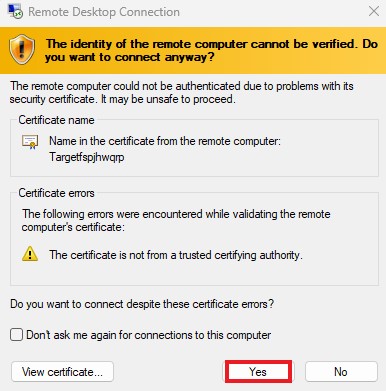 Remote Desktop Connection
The identity of the remote computer cannot be verified. Do
you want to connect anyway?
The remote computer could not be authenticated due to problems with its
security certificate. It may be unsafe to proceed.
Certificate name
Name in the certificate from the remote computer:
Targetfspjhwqrp
Certificate errors
The following errors were encountered while validating the remote
computer's certificate:
The certificate is not from a trusted certifying authority.
Do you want to connect despite these certificate errors?
Don't ask me again for connections to this computer
View certificate... Yes No